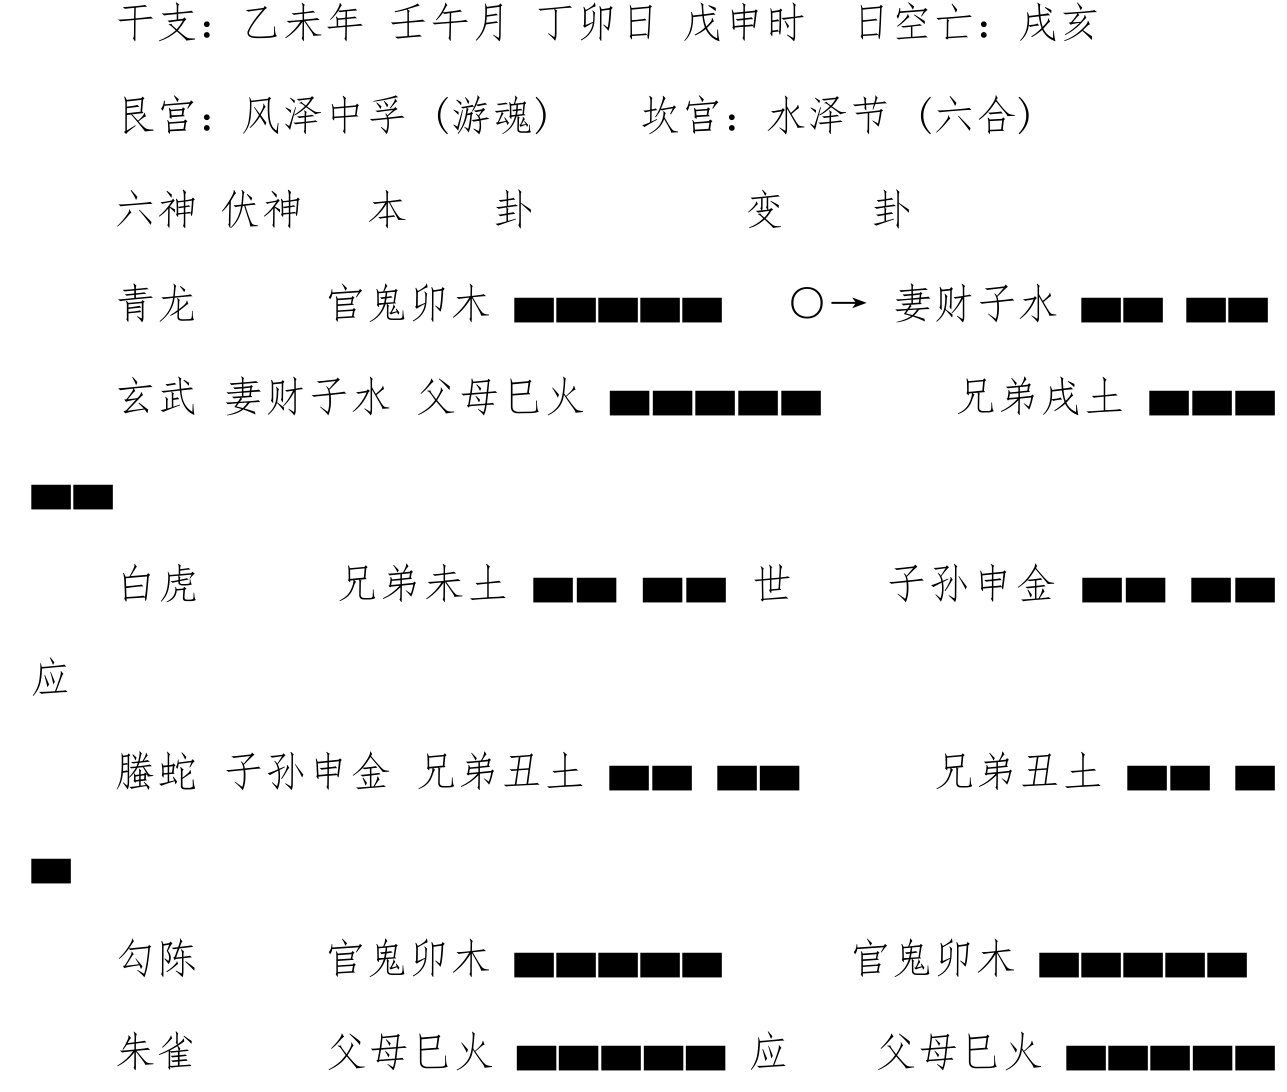 干支：乙未年 壬午月 丁卯日 戊申时 日空亡：戌亥
艮宫：风泽中孚（游魂） 坎宫：水泽节（六合）
六神 伏神 本 卦 变 卦
青龙 官鬼卯木 ▅▅▅▅▅ ○→ 妻财子水 ▅▅ ▅▅
玄武 妻财子水 父母巳火 ▅▅▅▅▅ 兄弟戌土 ▅▅▅
▅▅
白虎 兄弟未土 ▅▅ ▅▅ 世 子孙申金 ▅▅ ▅▅
应
螣蛇 子孙申金 兄弟丑土 ▅▅ ▅▅ 兄弟丑土 ▅▅ ▅
▅
勾陈 官鬼卯木 ▅▅▅▅▅ 官鬼卯木 ▅▅▅▅▅
朱雀 父母巳火 ▅▅▅▅▅ 应 父母巳火 ▅▅▅▅▅